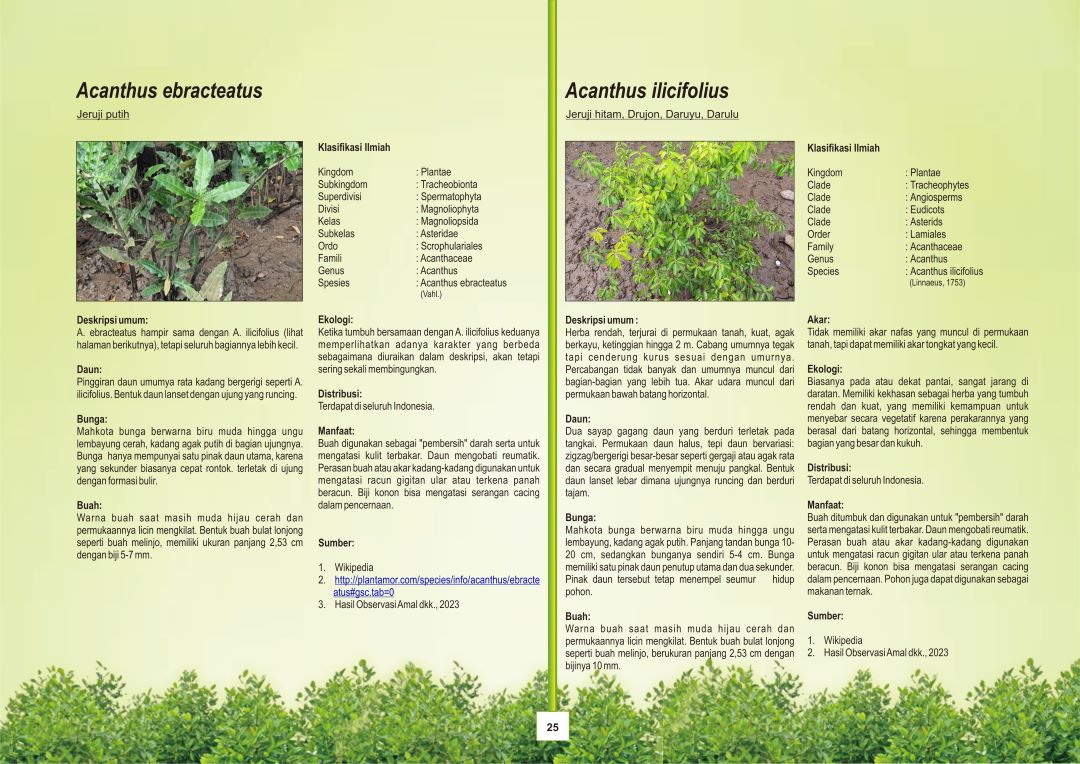 Acanthus ebracteatus
Jeruji putih
Klasifikasi Ilmiah
Kingdom : Plantae
Subkingdom : Tracheobionta
Superdivisi : Spermatophyta
Divisi : Magnoliophyta
Kelas : Magnoliopsida
Subkelas : Asteridae
Ordo : Scrophulariales
Famili : Acanthaceae
Genus : Acanthus
Spesies : Acanthus ebracteatus
(Vahl.)
Deskripsi umum:
A. ebracteatus hampir sama dengan A. ilicifolius (lihat
halaman berikutnya), tetapi seluruh bagiannya lebih kecil.
Daun:
Pinggiran daun umumya rata kadang bergerigi seperti A.
ilicifolius. Bentuk daun lanset dengan ujung yang runcing.
Bunga:
Mahkota bunga berwarna biru muda hingga ungu
lembayung cerah, kadang agak putih di bagian ujungnya.
Bunga hanya mempunyai satu pinak daun utama, karena
yang sekunder biasanya cepat rontok. terletak di ujung
dengan formasi bulir.
Buah:
Warna buah saat masih muda hijau cerah dan
permukaannya licin mengkilat. Bentuk buah bulat lonjong
seperti buah melinjo, memiliki ukuran panjang 2,53 cm
dengan biji 5-7 mm.
Ekologi:
Ketika tumbuh bersamaan dengan A. ilicifolius keduanya
memperlihatkan adanya karakter yang berbeda
sebagaimana diuraikan dalam deskripsi, akan tetapi
sering sekali membingungkan.
Distribusi:
Terdapat di seluruh Indonesia.
Manfaat:
Buah digunakan sebagai "pembersih" darah serta untuk
mengatasi kulit terbakar. Daun mengobati reumatik.
Perasan buah atau akar kadang-kadang digunakan untuk
mengatasi racun gigitan ular atau terkena panah
beracun. Biji konon bisa mengatasi serangan cacing
dalam pencernaan.
Sumber:
1. Wikipedia
2. http://plantamor.com/species/info/acanthus/ebracte
atus#gsc.tab=0
3. Hasil Observasi Amal dkk., 2023
Acanthus ilicifolius
Jeruji hitam, Drujon, Daruyu, Darulu
Klasifikasi Ilmiah
Kingdom : Plantae
Clade : Tracheophytes
Clade : Angiosperms
Clade : Eudicots
Clade : Asterids
Order : Lamiales
Family : Acanthaceae
Genus : Acanthus
Species : Acanthus ilicifolius
(Linnaeus, 1753)
Deskripsi umum :
Herba rendah, terjurai di permukaan tanah, kuat, agak
berkayu, ketinggian hingga 2 m. Cabang umumnya tegak
tapi cenderung kurus sesuai dengan umurnya.
Percabangan tidak banyak dan umumnya muncul dari
bagian-bagian yang lebih tua. Akar udara muncul dari
permukaan bawah batang horizontal.
Daun:
Dua sayap gagang daun yang berduri terletak pada
tangkai. Permukaan daun halus, tepi daun bervariasi:
zigzag/bergerigi besar-besar seperti gergaji atau agak rata
dan secara gradual menyempit menuju pangkal. Bentuk
daun lanset lebar dimana ujungnya runcing dan berduri
tajam.
Bunga:
Mahkota bunga berwarna biru muda hingga ungu
lembayung, kadang agak putih. Panjang tandan bunga 10-
20 cm, sedangkan bunganya sendiri 5-4 cm. Bunga
memiliki satu pinak daun penutup utama dan dua sekunder.
Pinak daun tersebut tetap menempel seumur hidup
pohon.
Buah:
Warna buah saat masih muda hijau cerah dan
permukaannya licin mengkilat. Bentuk buah bulat lonjong
seperti buah melinjo, berukuran panjang 2,53 cm dengan
bijinya 10 mm.
Akar:
Tidak memiliki akar nafas yang muncul di permukaan
tanah, tapi dapat memiliki akar tongkat yang kecil.
Ekologi:
Biasanya pada atau dekat pantai, sangat jarang di
daratan. Memiliki kekhasan sebagai herba yang tumbuh
rendah dan kuat, yang memiliki kemampuan untuk
menyebar secara vegetatif karena perakarannya yang
berasal dari batang horizontal, sehingga membentuk
bagian yang besar dan kukuh.
Distribusi:
Terdapat di seluruh Indonesia.
Manfaat:
Buah ditumbuk dan digunakan untuk "pembersih" darah
serta mengatasi kulit terbakar. Daun mengobati reumatik.
Perasan buah atau akar kadang-kadang digunakan
untuk mengatasi racun gigitan ular atau terkena panah
beracun. Biji konon bisa mengatasi serangan cacing
dalam pencernaan. Pohon juga dapat digunakan sebagai
makanan ternak.
Sumber:
1. Wikipedia
2. Hasil Observasi Amal dkk., 2023
25